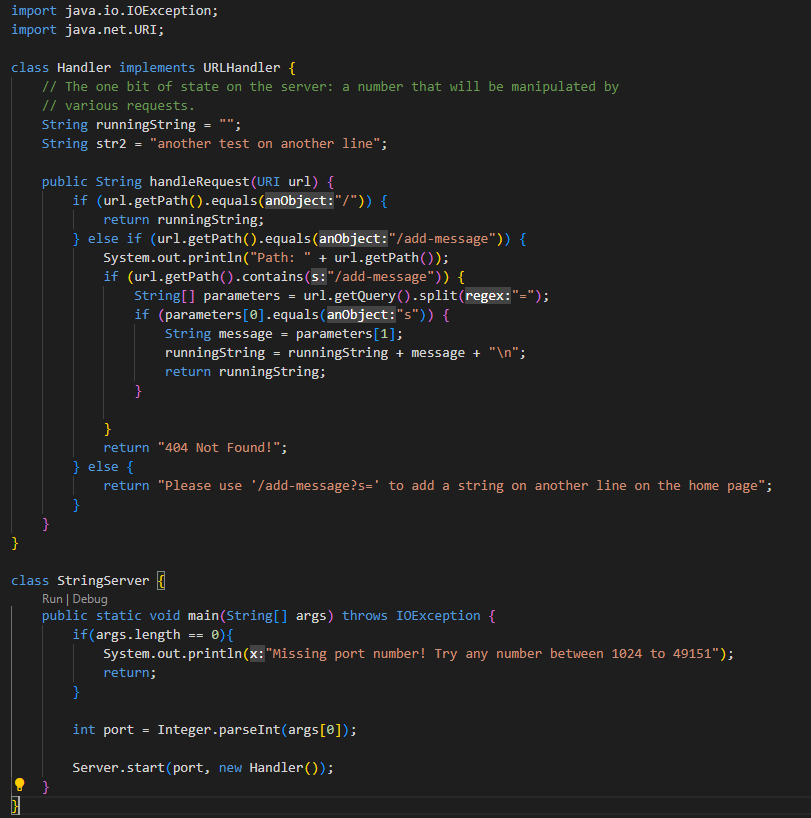 import java.io.IOException;
import java.net.URI;
class Handler implements URLHandler {
// The one bit of state on the server: a number that will be manipulated by
// various requests.
String runningString = "";
String str2 = "another test on another line";
public String handleRequest(URI url) {
if (url.getPath().equals(anObject:"/")) {
return runningString;
} else if (url.getPath().equals(anObject:"/add-message")) {
System.out.println("Path: " + url.getPath());
if (url.getPath().contains(s:"/add-message")) {
String[] parameters = url.getQuery().split(regex:"=");
if (parameters[0].equals(anObject:"s")) {
String message = parameters[1];
runningString = runningString + message + "\n";
return runningString;
}
}
return "404 Not Found!";
} else {
return "Please use '/add-message?s=' to add a string on another line on the home page";
}
}
}
class StringServer {
Run | Debug
public static void main(String[] args) throws IOException {
if(args.length == 0){
System.out.println(x:"Missing port number! Try any number between 1024 to 49151");
return;
}
int port = Integer.parseInt(args[0]);
Server.start(port, new Handler());
}
}